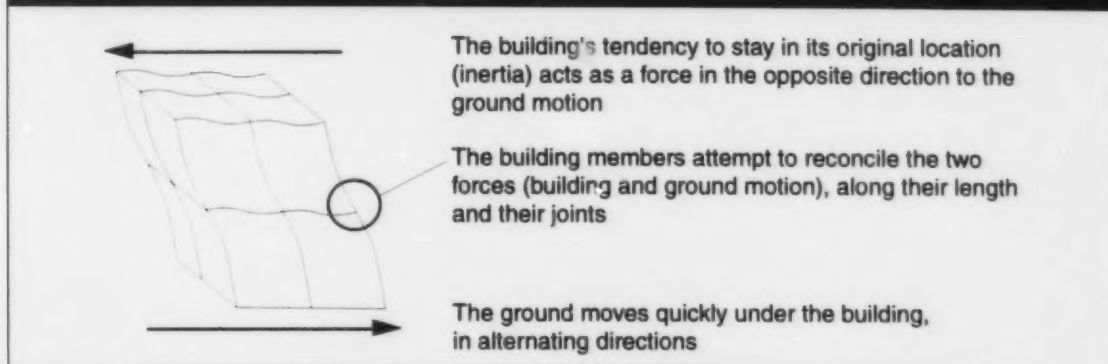 The building's tendency to stay in its original location
(inertia) acts as a force in the opposite direction to the
ground motion
The building members attempt to reconcile the two
forces (building and ground motion), along their length
and their joints
The ground moves quickly under the building,
in alternating directions